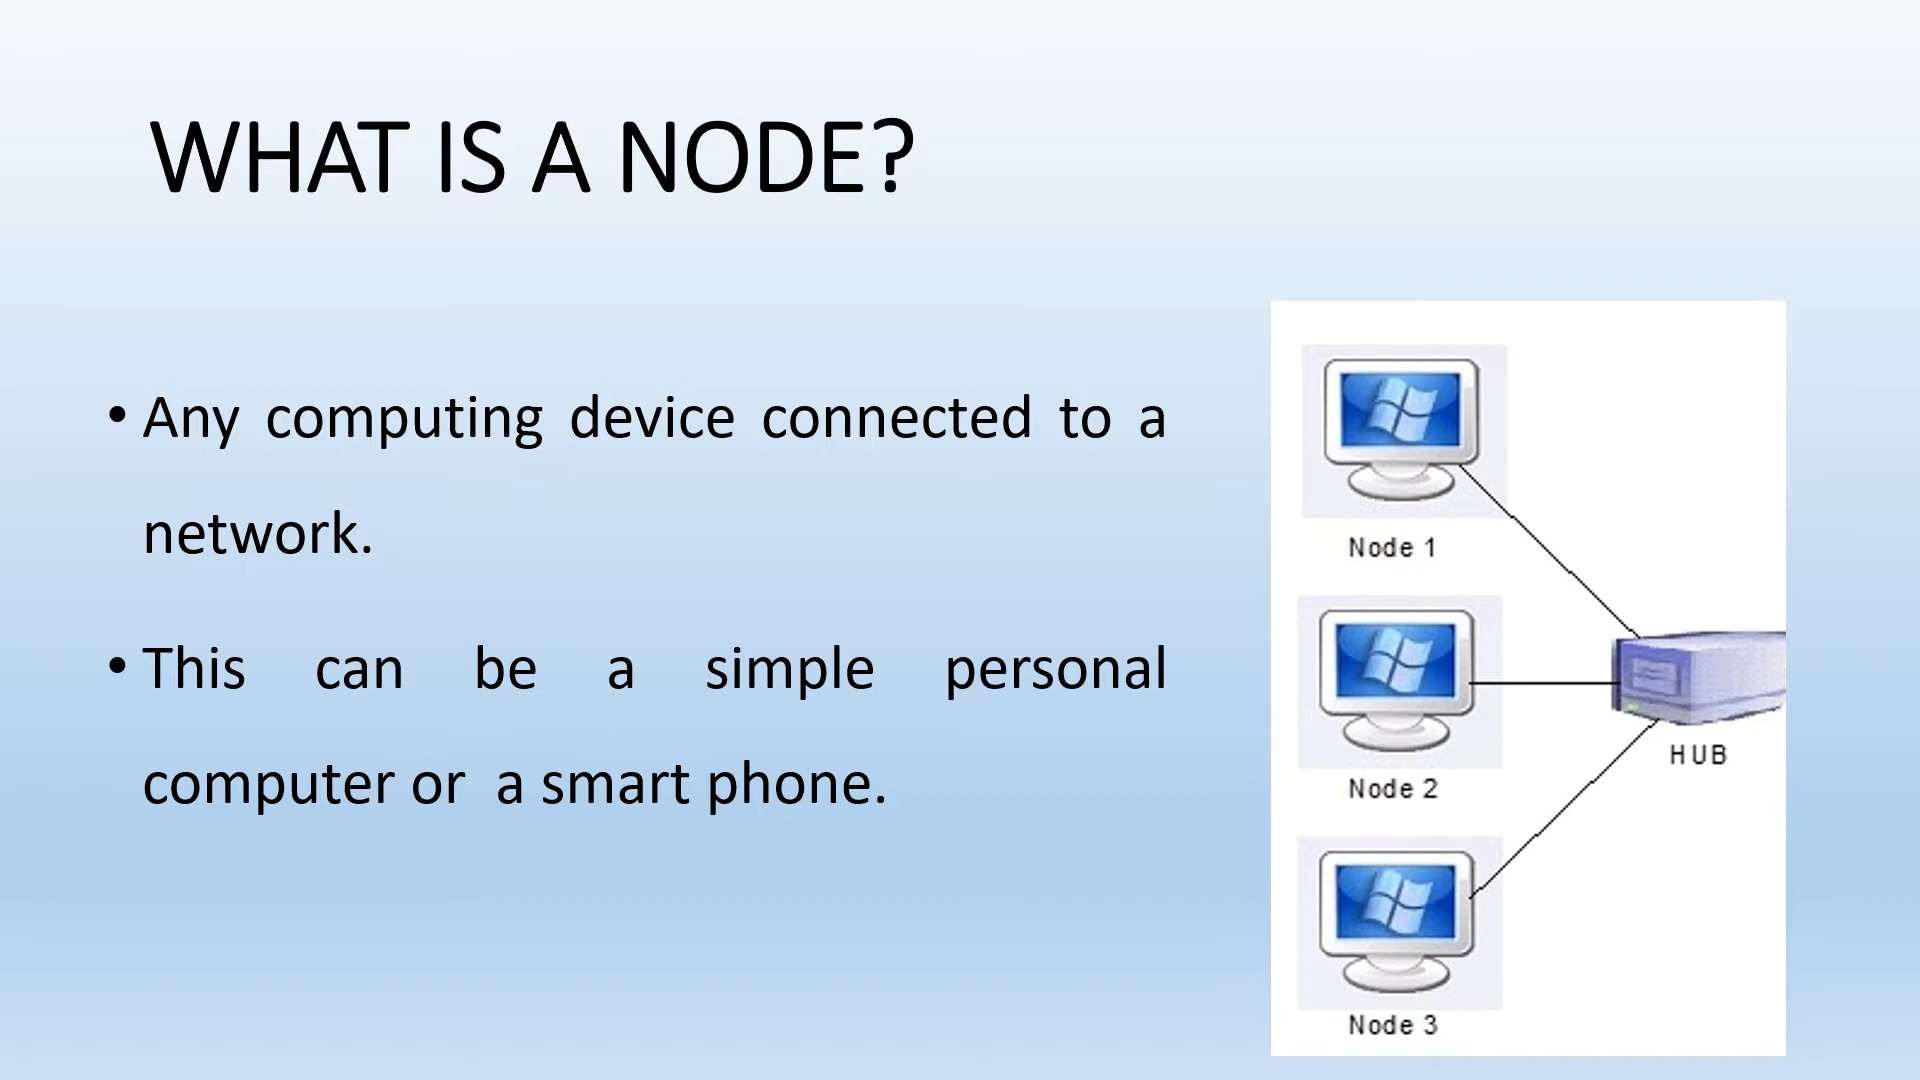 WHAT IS A NODE?
• Any computing device connected to a
network.
• This can be a simple personal
computer or  a smart phone.
Node 1
HUB
Node 2
Node 3